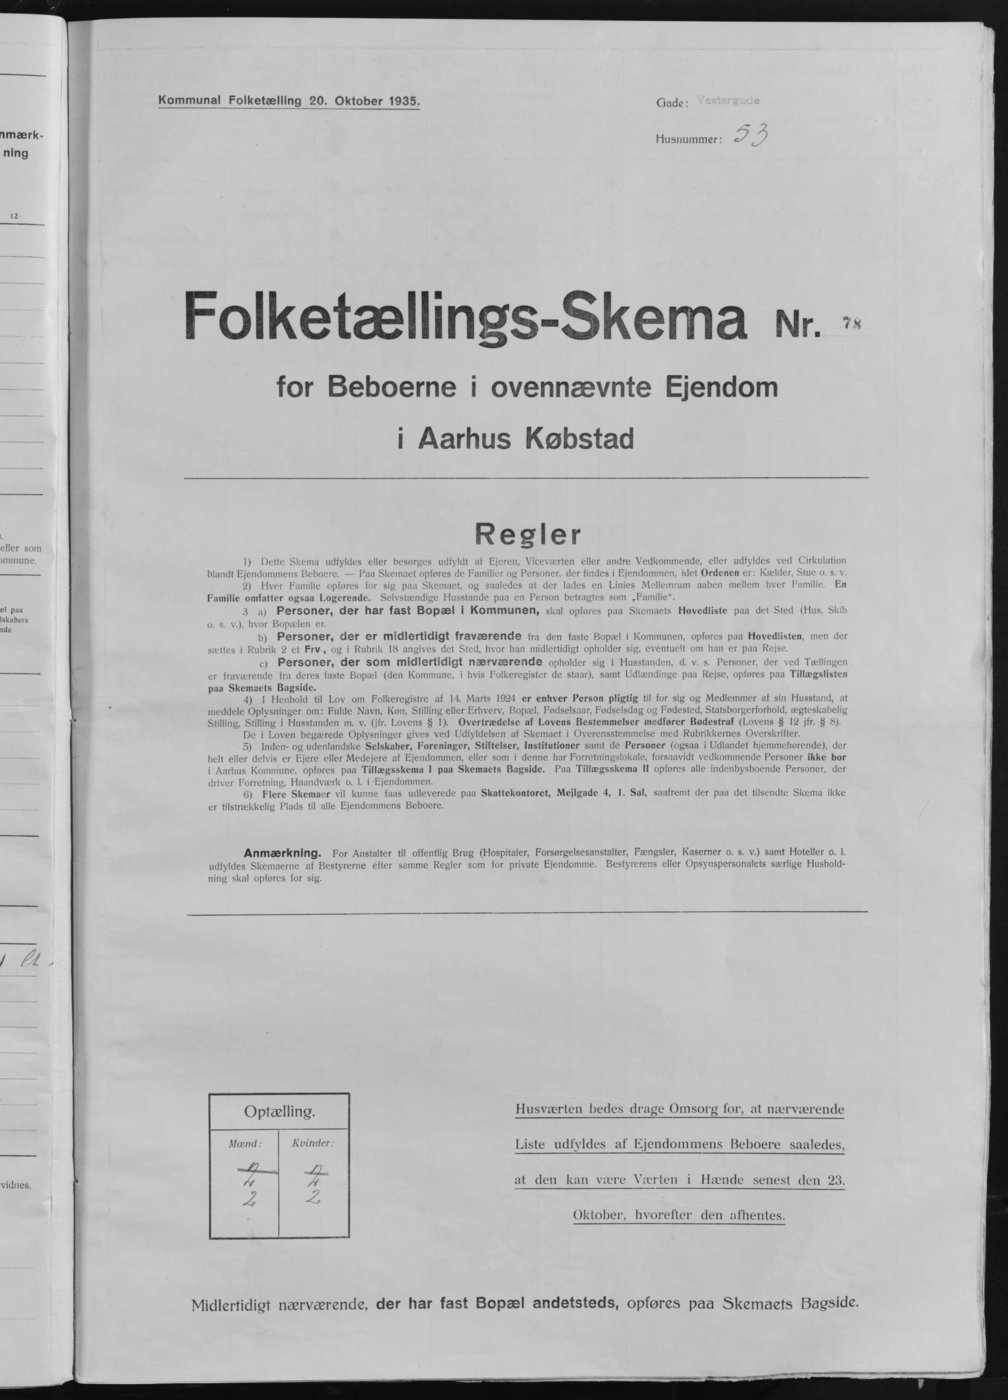 nmærk-
ning
12
eller som
ommune.
æl paa
lskabers
nde
vidnes.
Kommunal Folketælling 20. Oktober 1935.
Gade: Vestergade
Husnummer: 53
Folketællings-Skema Nr. 78
for Beboerne i ovennævnte Ejendom
i Aarhus Købstad
Regler
1) Dette Skema udfyldes eller besørges udfyldt af Ejeren, Viceværten eller andre Vedkommende, eller udfyldes ved Cirkulation
blandt Ejendommens Beboere. — Paa Skemaet opføres de Familier og Personer, der findes i Ejendommen, idet Ordenen er: Kælder, Stue o. s. v.
2) Hver Familie opføres for sig paa Skemaet, og saaledes at der lades en Linies Mellemrum aaben mellem hver Familie. En
Familie omfatter ogsaa Logerende. Selvstændige Husstande paa en Person betragtes som „Familie“.
3 a) Personer, der har fast Bopæl i Kommunen, skal opføres paa Skemaets Hovedliste paa det Sted (Hus, Skib
o. s. v.), hvor Bopælen er.
b) Personer, der er midlertidigt fraværende fra den faste Bopæl i Kommunen, opføres paa Hovedlisten, men der
sættes i Rubrik 2 et Frv., og i Rubrik 18 angives det Sted, hvor han midlertidigt opholder sig, eventuelt om han er paa Rejse.
c) Personer, der som midlertidigt nærværende opholder sig i Husstanden, d. v. s. Personer, der ved Tællingen
er fraværende fra deres faste Bopæl (den Kommune, i hvis Folkeregister de staar), samt Udlændinge paa Rejse, opføres paa Tillægslisten
paa Skemaets Bagside.
4) I Henhold til Lov om Folkeregistre af 14. Marts 1924 er enhver Person pligtig til for sig og Medlemmer af sin Husstand, at
meddele Oplysninger om: Fulde Navn, Køn, Stilling eller Erhverv, Bopæl, Fødselsaar, Fødselsdag og Fødested, Statsborgerforhold, ægteskabelig
Stilling, Stilling i Husstanden m. v. (jfr. Lovens § 1). Overtrædelse af Lovens Bestemmelser medfører Bødestraf (Lovens § 12 jfr. § 8).
De i Loven begærede Oplysninger gives ved Udfyldelsen af Skemaet i Overensstemmelse med Rubrikkernes Overskrifter.
5) Inden- og udenlandske Selskaber, Foreninger, Stiftelser, Institutioner samt de Personer (ogsaa i Udlandet hjemmehørende), der
helt eller delvis er Ejere eller Medejere af Ejendommen, eller som i denne har Forretningslokale, forsaavidt vedkommende Personer ikke bor
i Aarhus Kommune, opføres paa Tillægsskema I paa Skemaets Bagside. Paa Tillægsskema II opføres alle indenbysboende Personer, der
driver Forretning, Haandværk o. l. i Ejendommen.
6) Flere Skemaer vil kunne faas udleverede paa Skattekontoret, Mejlgade 4, 1. Sal, saafremt der paa det tilsendte Skema ikke
er tilstrækkelig Plads til alle Ejendommens Beboere.
Anmærkning. For Anstalter til offentlig Brug (Hospitaler, Forsørgelsesanstalter, Fængsler, Kaserner o. s. v.) samt Hoteller o. l.
udfyldes Skemaerne af Bestyrerne efter samme Regler som for private Ejendomme. Bestyrerens eller Opsynspersonalets særlige Hushold-
ning skal opføres for sig.
Optælling.
Mænd: Kvinder:
2 2
Husværten bedes drage Omsorg for, at nærværende
Liste udfyldes af Ejendommens Beboere saaledes,
at den kan være Værten i Hænde senest den 23.
Oktober, hvorefter den afhentes.
Midlertidigt nærværende, der har fast Bopæl andetsteds, opføres paa Skemaets Bagside.